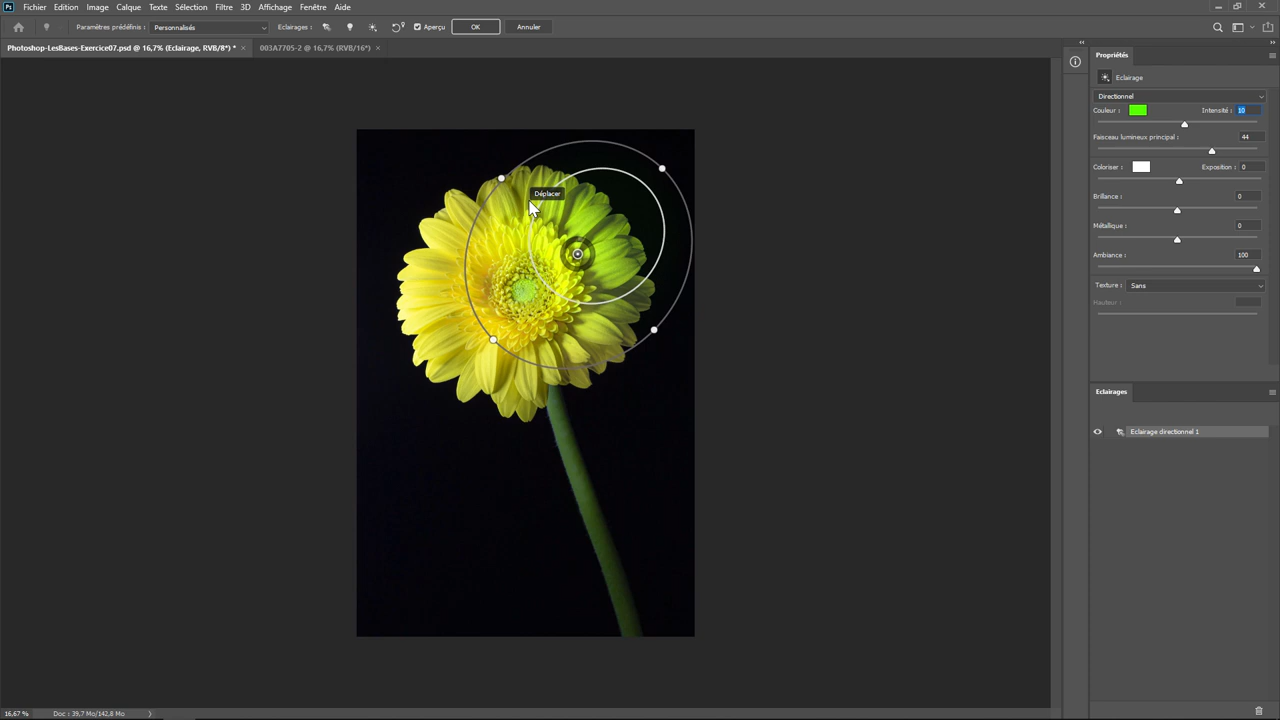 Ps Fichier Edition Image Calque Texte Sélection Filtre 3D Affichage Fenêtre Aide
Paramètres prédéfinis : Personnalisés Eclairages : Aperçu OK Annuler
Photoshop-LesBases-Exercice07.psd @ 16,7% (Eclairage, RVB/8*) * × 003A7705-2 @ 16,7% (RVB/16*) ×
Propriétés
Eclairage
Directionnel
Couleur : Intensité : 10
Faisceau lumineux principal : 44
Coloriser : Exposition : 0
Brillance : 0
Métallique : 0
Ambiance : 100
Texture : Sans
Hauteur :
Déplacer
Eclairages
Eclairage directionnel 1
16,67 % Doc : 39,7 Mo/142,8 Mo